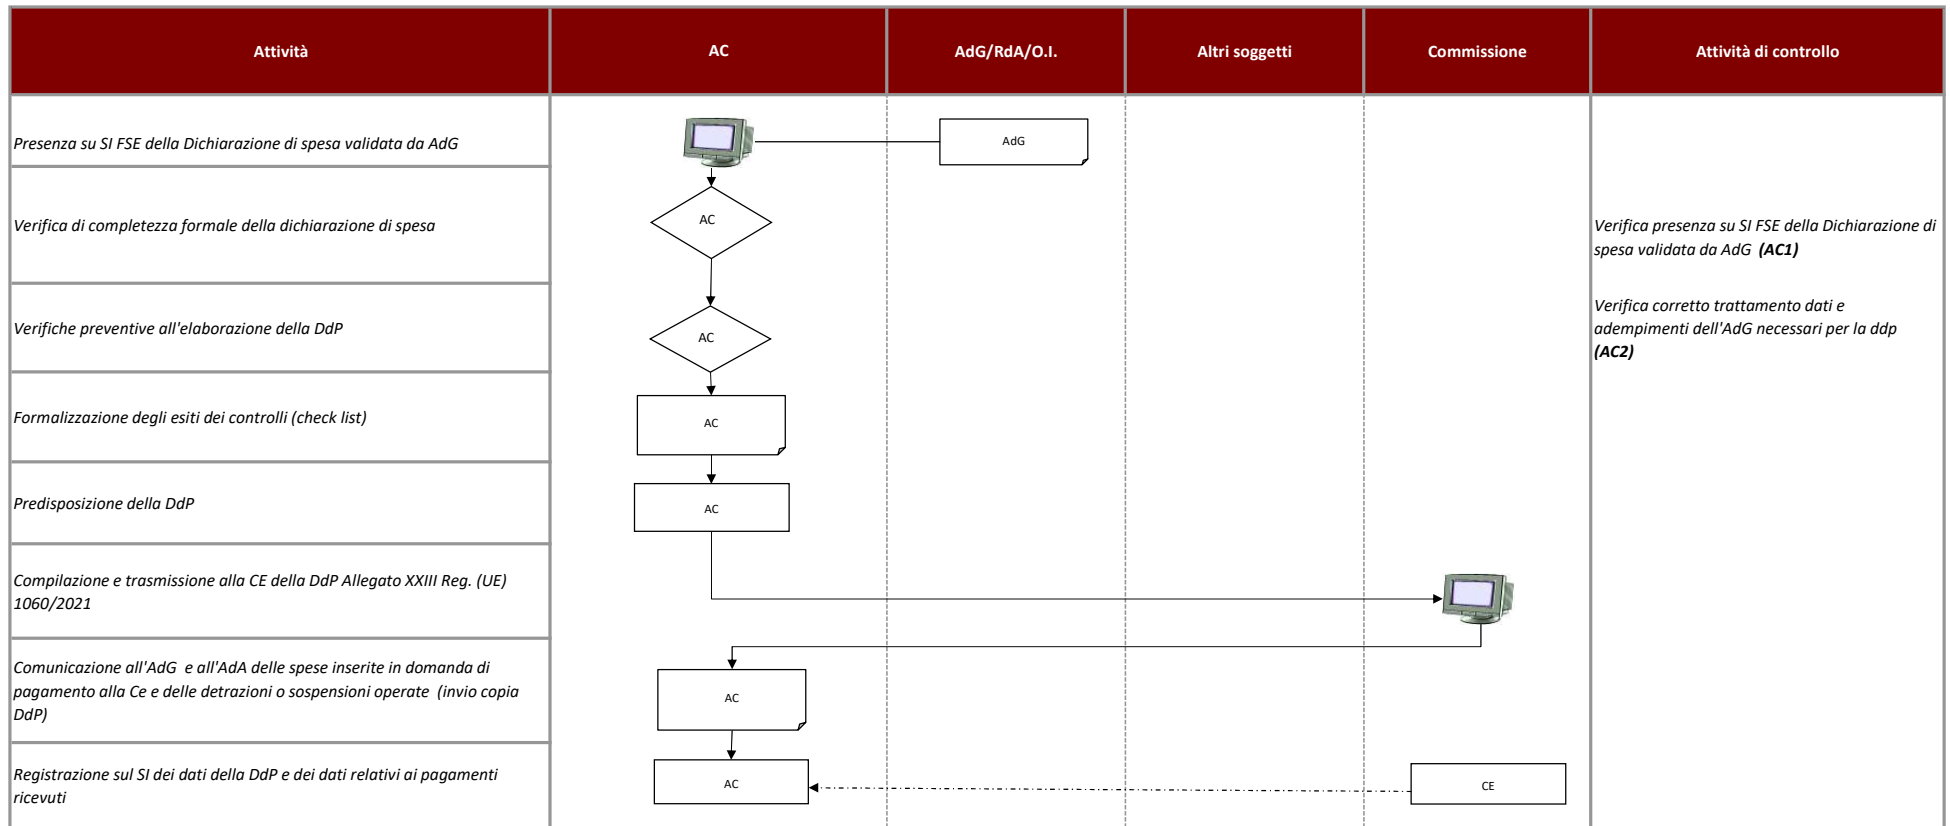 Attività
AC
AdG/RdA/O.I.
Altri soggetti
Commissione
Attività di controllo
Presenza su SI FSE della Dichiarazione di spesa validata da AdG
AdG
Verifica di completezza formale della dichiarazione di spesa
AC
Verifica presenza su SI FSE della Dichiarazione di
spesa validata da AdG (AC1)
Verifica corretto trattamento dati e
adempimenti dell'AdG necessari per la ddp
(AC2)
Verifiche preventive all'elaborazione della DdP
AC
Formalizzazione degli esiti dei controlli (check list)
AC
Predisposizione della DdP
AC
Compilazione e trasmissione alla CE della DdP Allegato XXIII Reg. (UE)
1060/2021
Comunicazione all'AdG e all'AdA delle spese inserite in domanda di
pagamento alla Ce e delle detrazioni o sospensioni operate (invio copia
DdP)
AC
Registrazione sul SI dei dati della DdP e dei dati relativi ai pagamenti
ricevuti
AC
CE